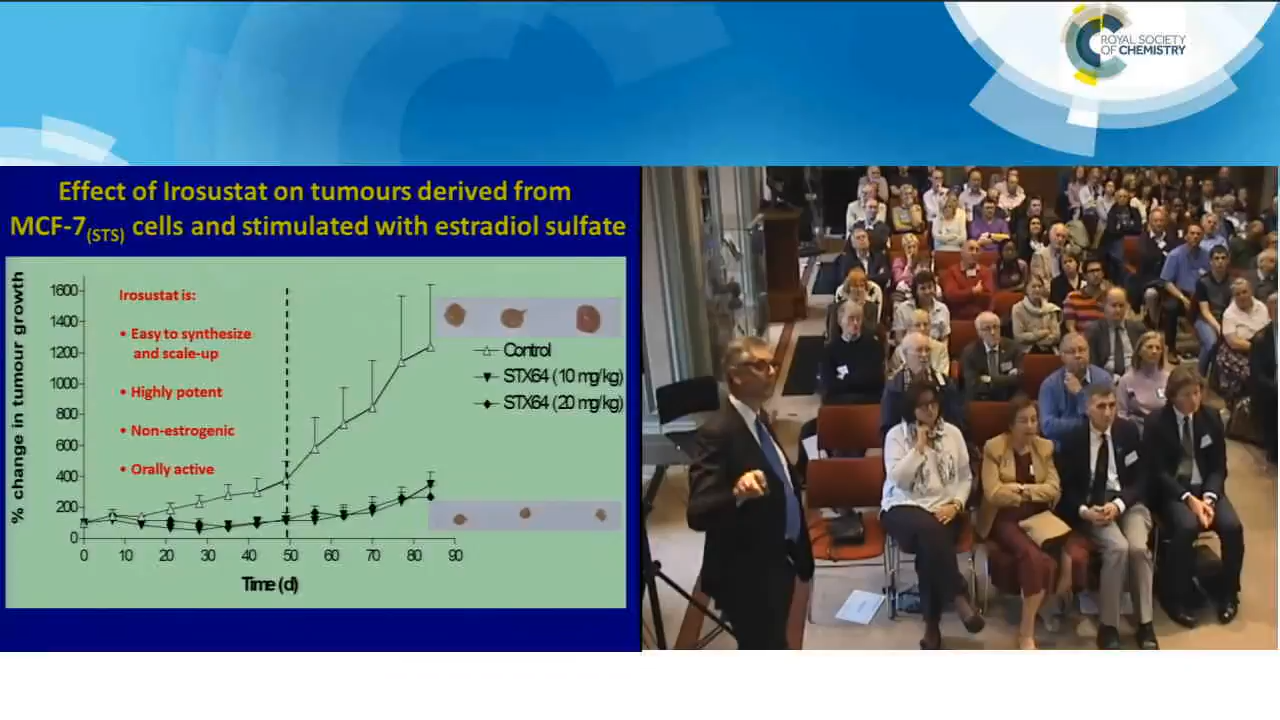 ROYAL SOCIETY
OF CHEMISTRY
Effect of Irosustat on tumours derived from
MCF-7(STS) cells and stimulated with estradiol sulfate
% change in tumour growth
1600
1400
1200
1000
800
600
400
200
0
Irosustat is:
• Easy to synthesize
and scale-up
• Highly potent
• Non-estrogenic
• Orally active
Control
STX64 (10 mg/kg)
STX64 (20 mg/kg)
0 10 20 30 40 50 60 70 80 90
Time (d)